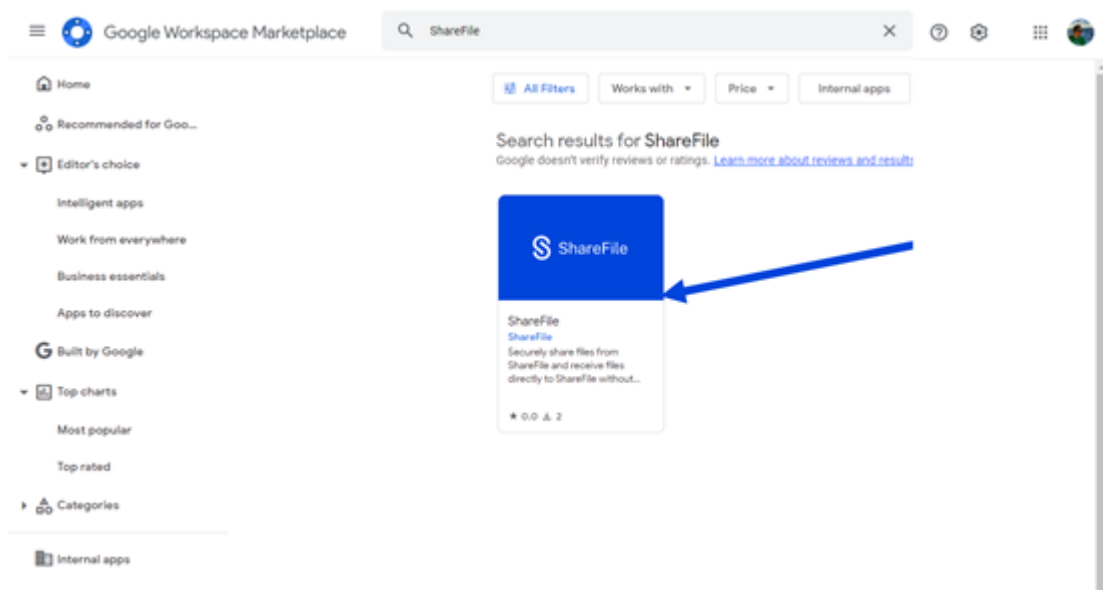 Google Workspace Marketplace
ShareFile
Home
Recommended for Goo...
Editor's choice
Intelligent apps
Work from everywhere
Business essentials
Apps to discover
Built by Google
Top charts
Most popular
Top rated
Categories
Internal apps
All Filters
Works with
Price
Internal apps
Search results for ShareFile
Google doesn't verify reviews or ratings. Learn more about reviews and results
ShareFile
ShareFile
ShareFile
Securely share files from
ShareFile and receive files
directly to ShareFile without...
0.0 2